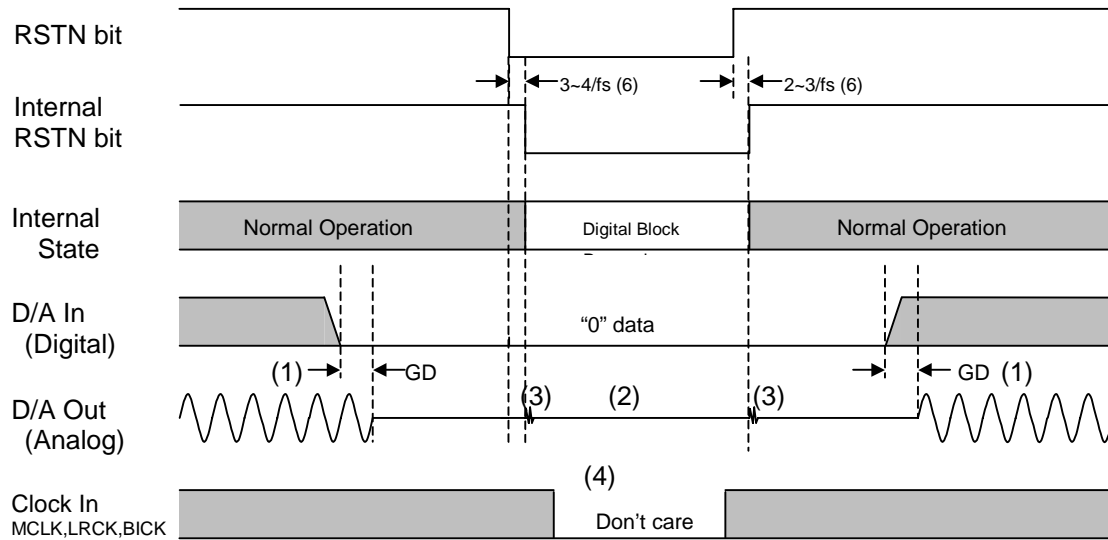 RSTN bit
3~4/fs (6)
2~3/fs (6)
Internal
RSTN bit
Internal
State
Normal Operation
Digital Block
Normal Operation
D/A In
(Digital)
“0” data
(1)
GD
GD (1)
D/A Out
(Analog)
(3)
(2)
(3)
(4)
Clock In
MCLK,LRCK,BICK
Don’t care